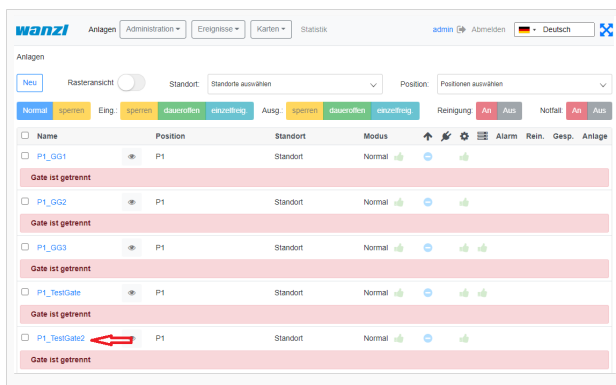 wanzl Anlagen Administration Ereignisse Karten Statistik admin Abmelden Deutsch
Anlagen
Neu Rasteransicht Standort: Standorte auswählen Position: Positionen auswählen
Normal sperren Eing.: sperren daueroffen einzelfreig. Ausg.: sperren daueroffen einzelfreig. Reinigung: An Aus Notfall: An Aus
Name Position Standort Modus Alarm Rein. Gesp. Anlage
P1_GG1 P1 Standort Normal
Gate ist getrennt
P1_GG2 P1 Standort Normal
Gate ist getrennt
P1_GG3 P1 Standort Normal
Gate ist getrennt
P1_TestGate P1 Standort Normal
Gate ist getrennt
P1_TestGate2 P1 Standort Normal
Gate ist getrennt